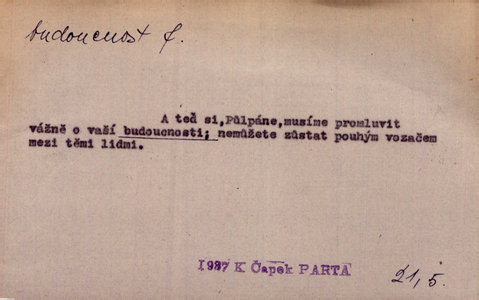 budoucnost f.
A teď si, Půlpáne, musíme promluvit
vážně o vaší budoucnosti; nemůžete zůstat pouhým vozačem
mezi těmi lidmi.
1937 K Čapek PARTA
21,5.